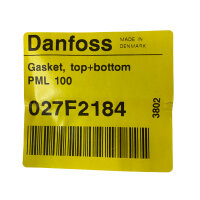 Danfoss
MADE IN
DENMARK
Gasket, top+bottom
PML 100
027F2184
3802